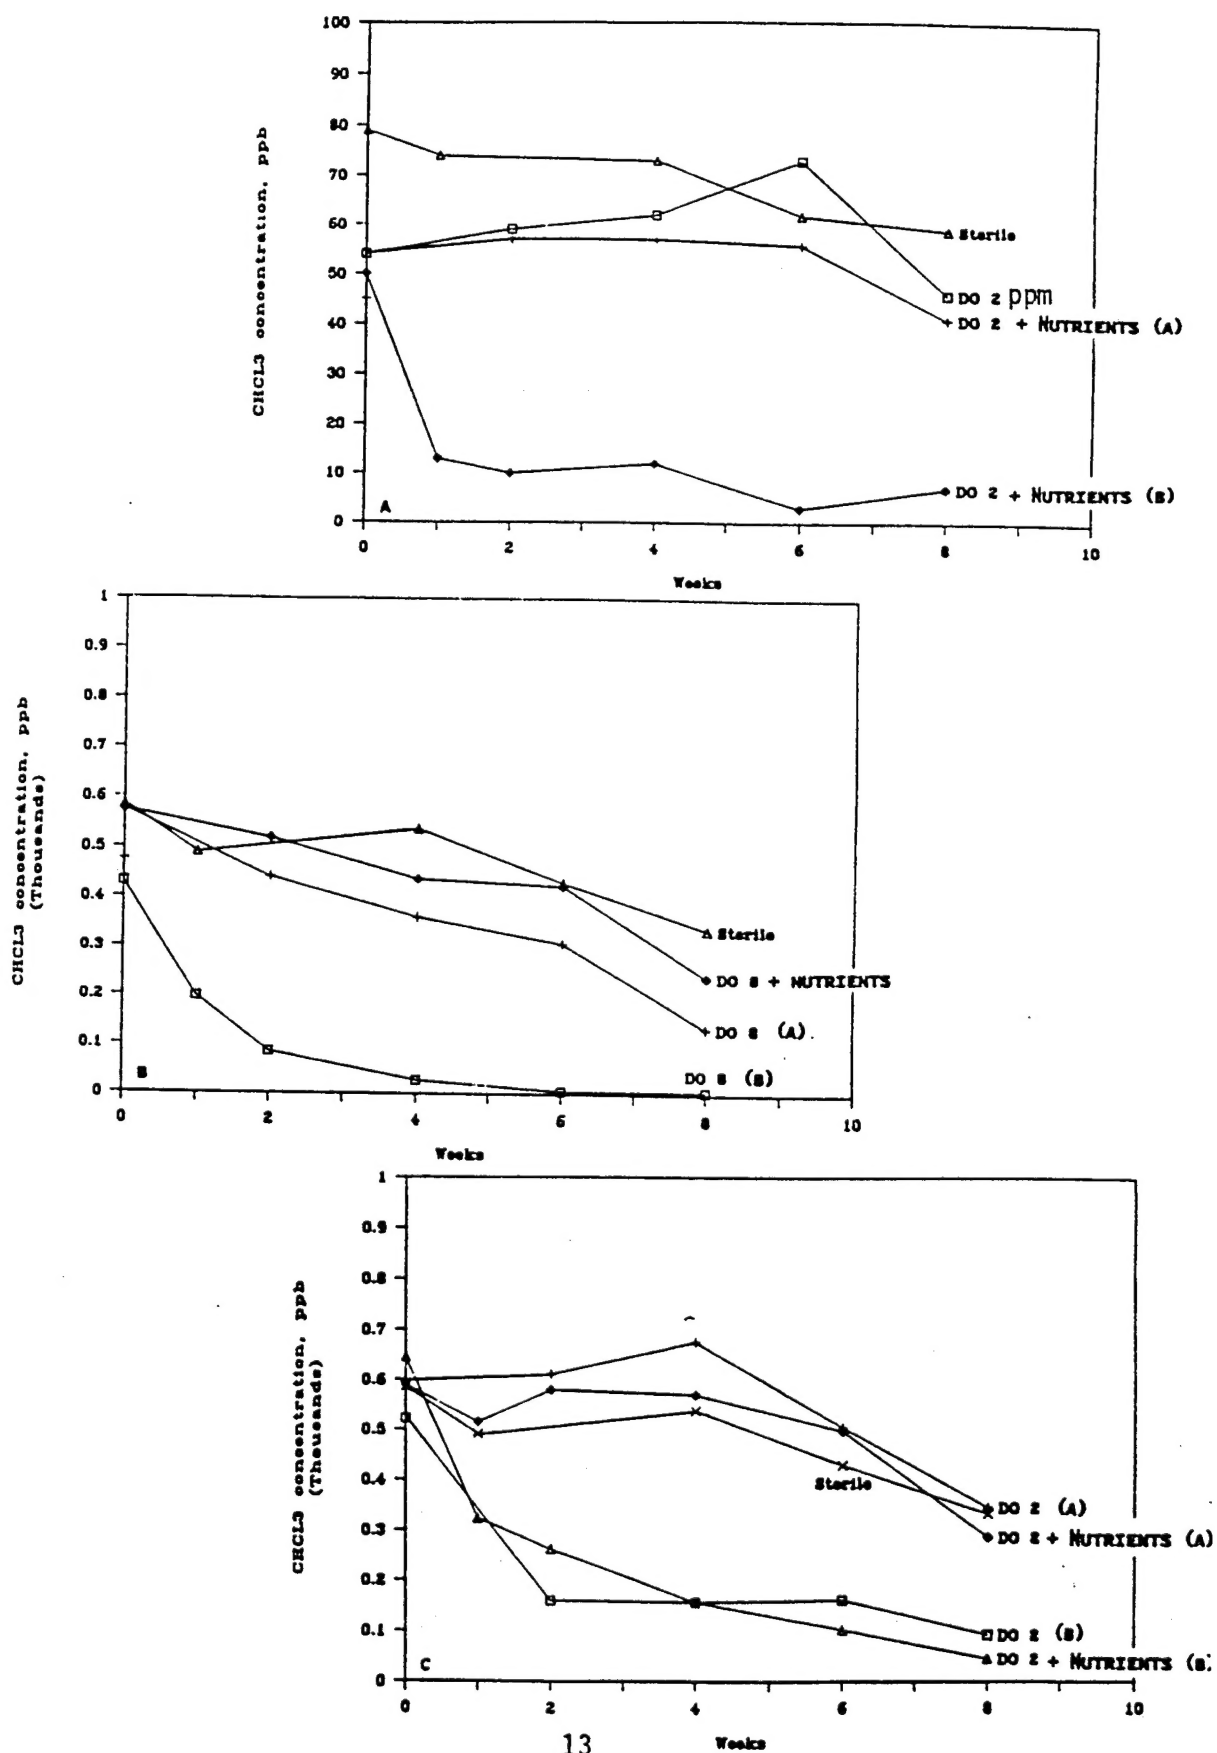 100
90
80
70
60
50
40
30
20
10
0
CHCL3 concentration, ppb
Sterile
DO 2 ppm
DO 2 + NUTRIENTS (A)
DO 2 + NUTRIENTS (B)
A
0 2 4 6 8 10
Weeks
1
0.9
0.8
0.7
0.6
0.5
0.4
0.3
0.2
0.1
0
CHCL3 concentration, ppb
(Thousands)
Sterile
DO 8 + NUTRIENTS
DO 8 (A)
DO 8 (B)
B
0 2 4 6 8 10
Weeks
1
0.9
0.8
0.7
0.6
0.5
0.4
0.3
0.2
0.1
0
CHCL3 concentration, ppb
(Thousands)
Sterile
DO 2 (A)
DO 2 + NUTRIENTS (A)
DO 2 (B)
DO 2 + NUTRIENTS (B)
C
0 2 4 6 8 10
Weeks
13